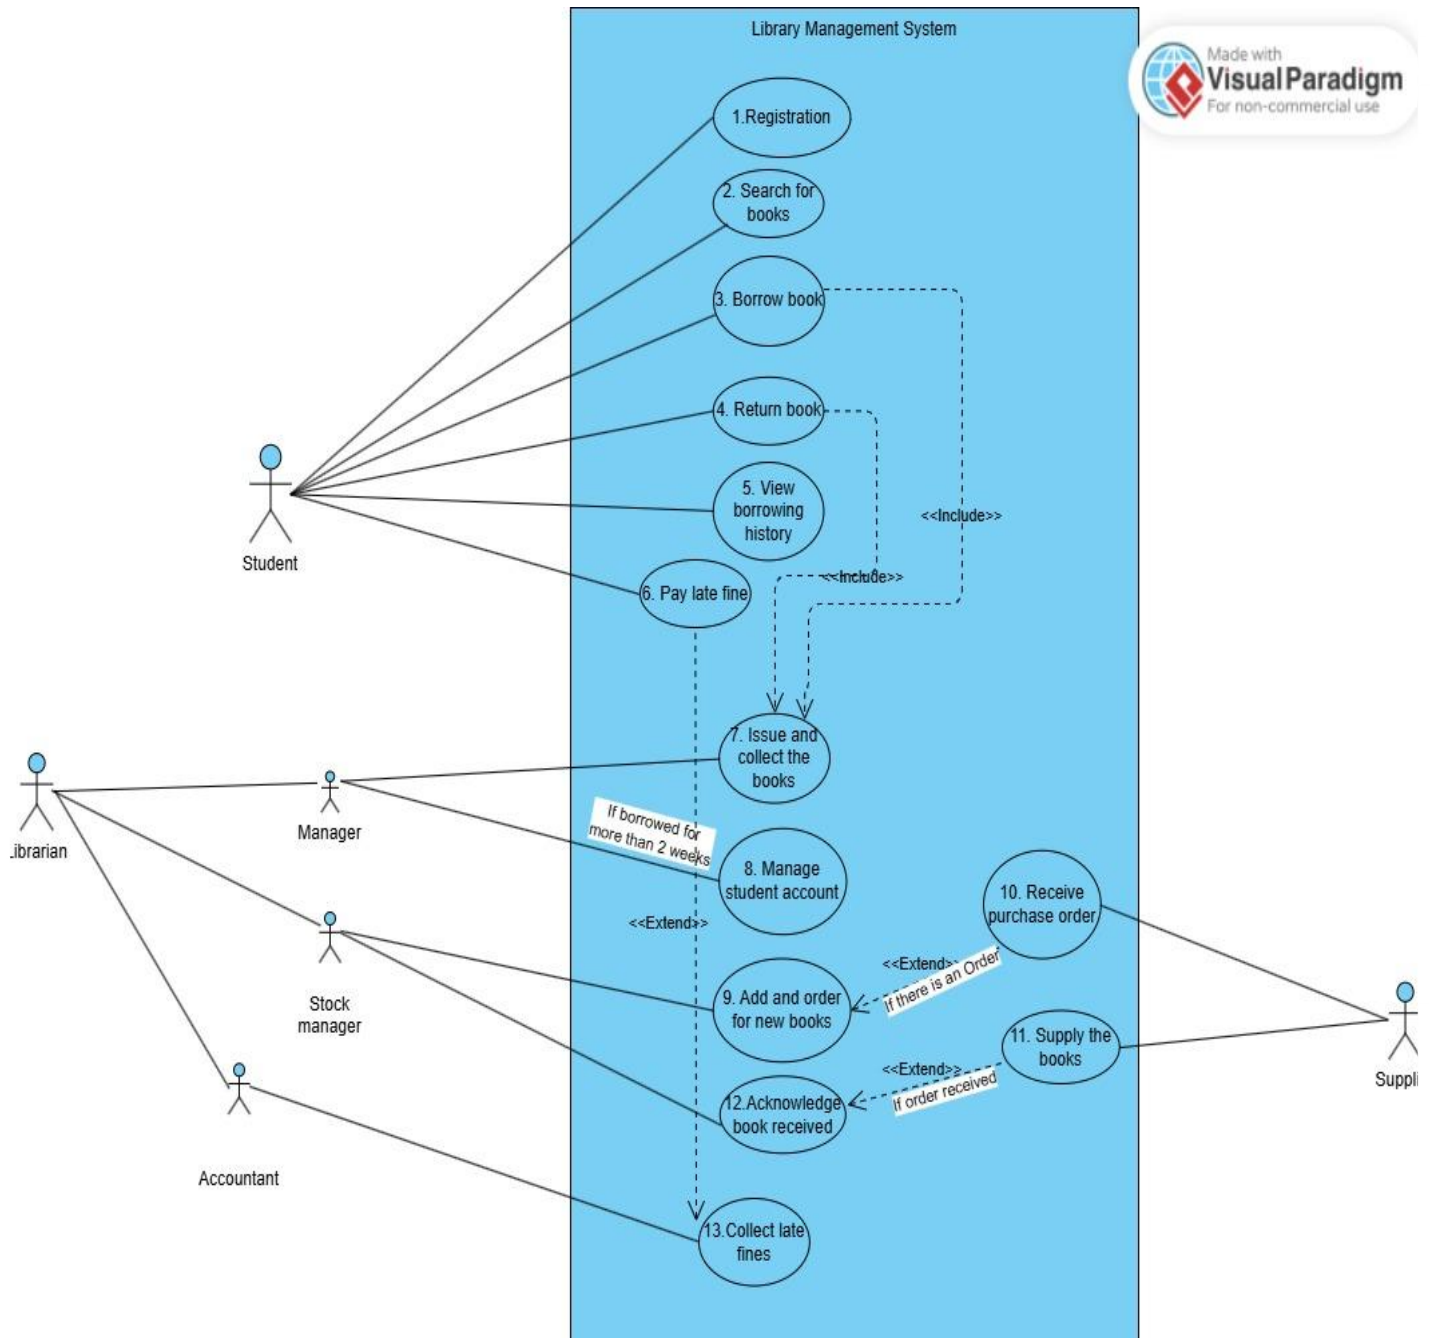 Library Management System
Made with
Visual Paradigm
For non-commercial use
1.Registration
2. Search for
books
3. Borrow book
4. Return book
5. View
borrowing
history
<<Include>>
Student
<<Include>>
6. Pay late fine
7. Issue and
collect the
books
Manager
.ibrarian
If borrowed for
more than 2 weeks
8. Manage
student account
10. Receive
purchase order
<<Extend>>
<<Extend>>
If there is an Order
Stock
manager
9. Add and order
for new books
11. Supply the
books
<<Extend>>
If order received
Suppli
12.Acknowledge
book received
Accountant
13.Collect late
fines